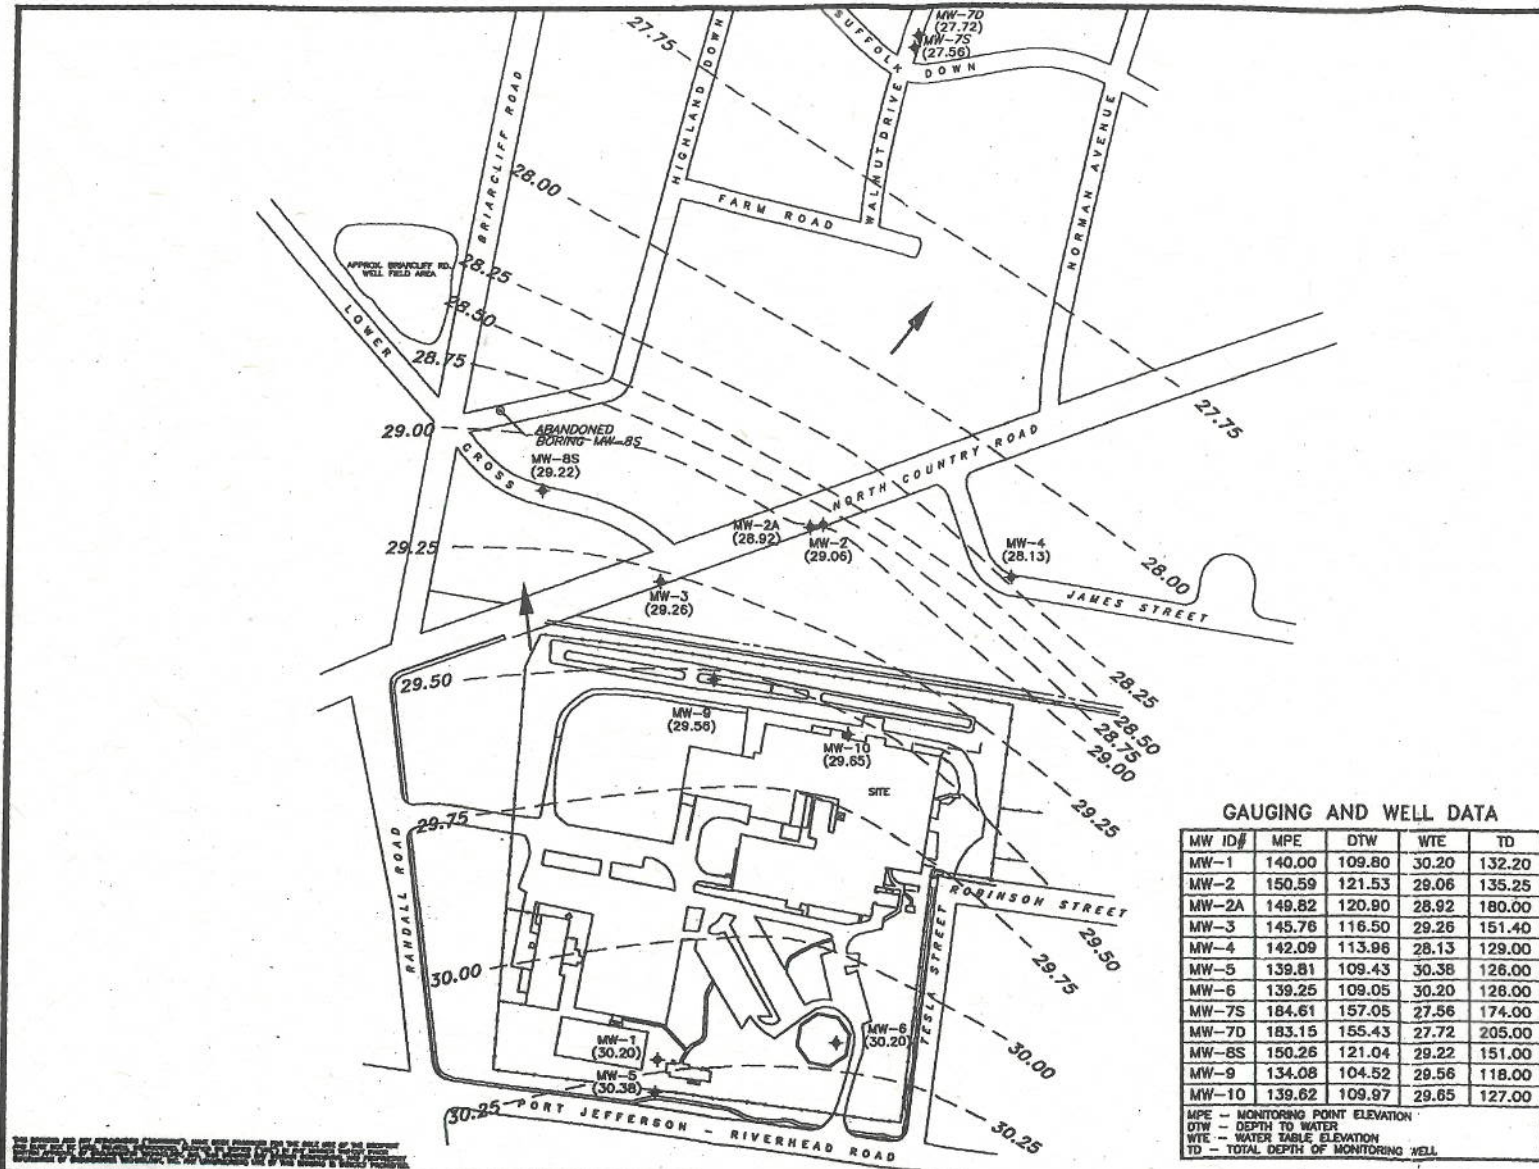 27.75
SUFFOLK
DOWN
MW-7D
(27.72)
MW-7S
(27.56)
BRIARCLIFF ROAD
HIGHLAND DOWN
WALNUT DRIVE
NORMAN AVENUE
28.00
FARM ROAD
APPROX. BRIARCLIFF RD.
WELL FIELD AREA
28.25
28.50
LOWER
28.75
27.75
29.00
ABANDONED
BORING MW-8S
CROSS
MW-8S
(29.22)
NORTH COUNTRY ROAD
MW-2A
(28.92)
MW-2
(29.06)
MW-4
(28.13)
28.00
29.25
MW-3
(29.26)
JAMES STREET
29.50
28.25
28.50
28.75
29.00
MW-9
(29.56)
MW-10
(29.65)
SITE
29.75
29.25
RANDALL ROAD
ROBINSON STREET
29.50
29.75
30.00
TESLA STREET
MW-1
(30.20)
MW-6
(30.20)
MW-5
(30.38)
30.00
30.25
PORT JEFFERSON - RIVERHEAD ROAD
30.25
GAUGING AND WELL DATA
MW ID# MPE DTW WTE TD
MW-1 140.00 109.80 30.20 132.20
MW-2 150.59 121.53 29.06 135.25
MW-2A 149.82 120.90 28.92 180.00
MW-3 145.76 116.50 29.26 151.40
MW-4 142.09 113.96 28.13 129.00
MW-5 139.81 109.43 30.38 126.00
MW-6 139.25 109.05 30.20 128.00
MW-7S 184.61 157.05 27.56 174.00
MW-7D 183.15 155.43 27.72 205.00
MW-8S 150.26 121.04 29.22 151.00
MW-9 134.08 104.52 29.56 118.00
MW-10 139.62 109.97 29.65 127.00
MPE - MONITORING POINT ELEVATION
DTW - DEPTH TO WATER
WTE - WATER TABLE ELEVATION
TD - TOTAL DEPTH OF MONITORING WELL